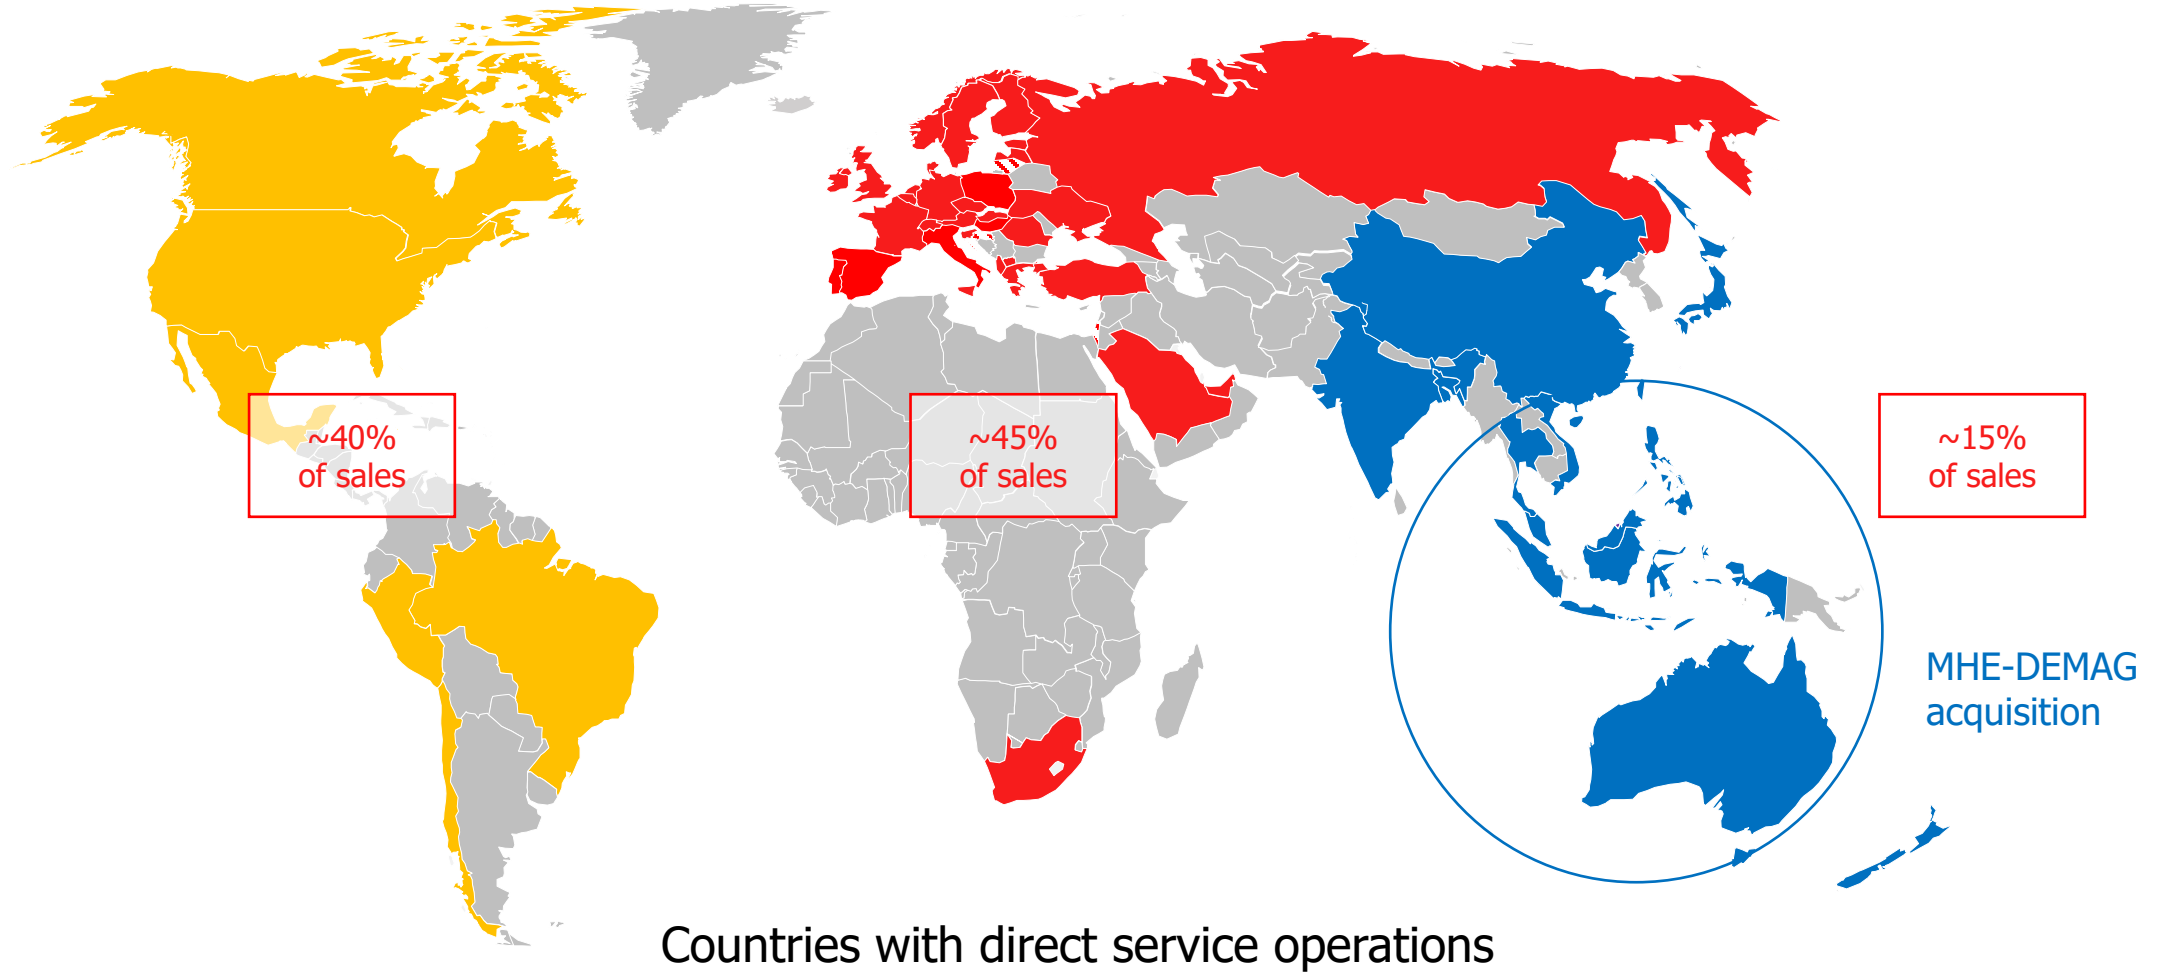 ~40%
of sales
~45%
of sales
~15%
of sales
MHE-DEMAG
acquisition
Countries with direct service operations